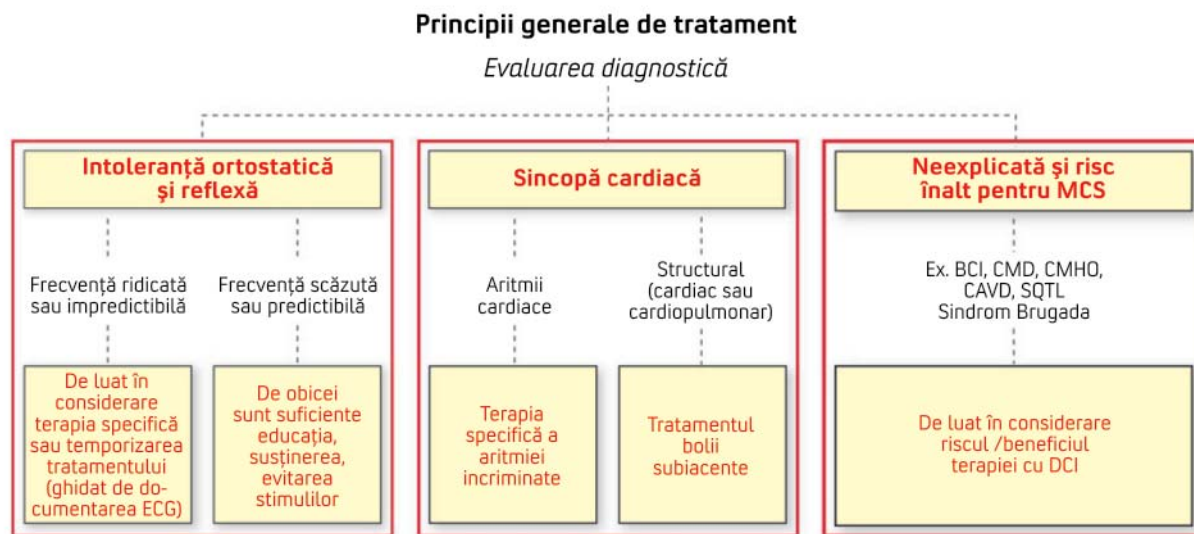 Principii generale de tratament
Evaluarea diagnostică
Intoleranță ortostatică
și reflexă
Frecvență ridicată
sau impredictibilă
Frecvență scăzută
sau predictibilă
De luat în
considerare
terapia specifică
sau temporizarea
tratamentului
(ghidat de do-
cumentarea ECG)
De obicei
sunt suficiente
educația,
susținerea,
evitarea
stimulilor
Sincopă cardiacă
Aritmii
cardiace
Structural
(cardiac sau
cardiopulmonar)
Terapia
specifică a
aritmiei
incriminate
Tratamentul
bolii
subiacente
Neexplicată și risc
înalt pentru MCS
Ex. BCI, CMD, CMHO,
CAVD, SQTL
Sindrom Brugada
De luat în considerare
riscul /beneficiul
terapiei cu DCI